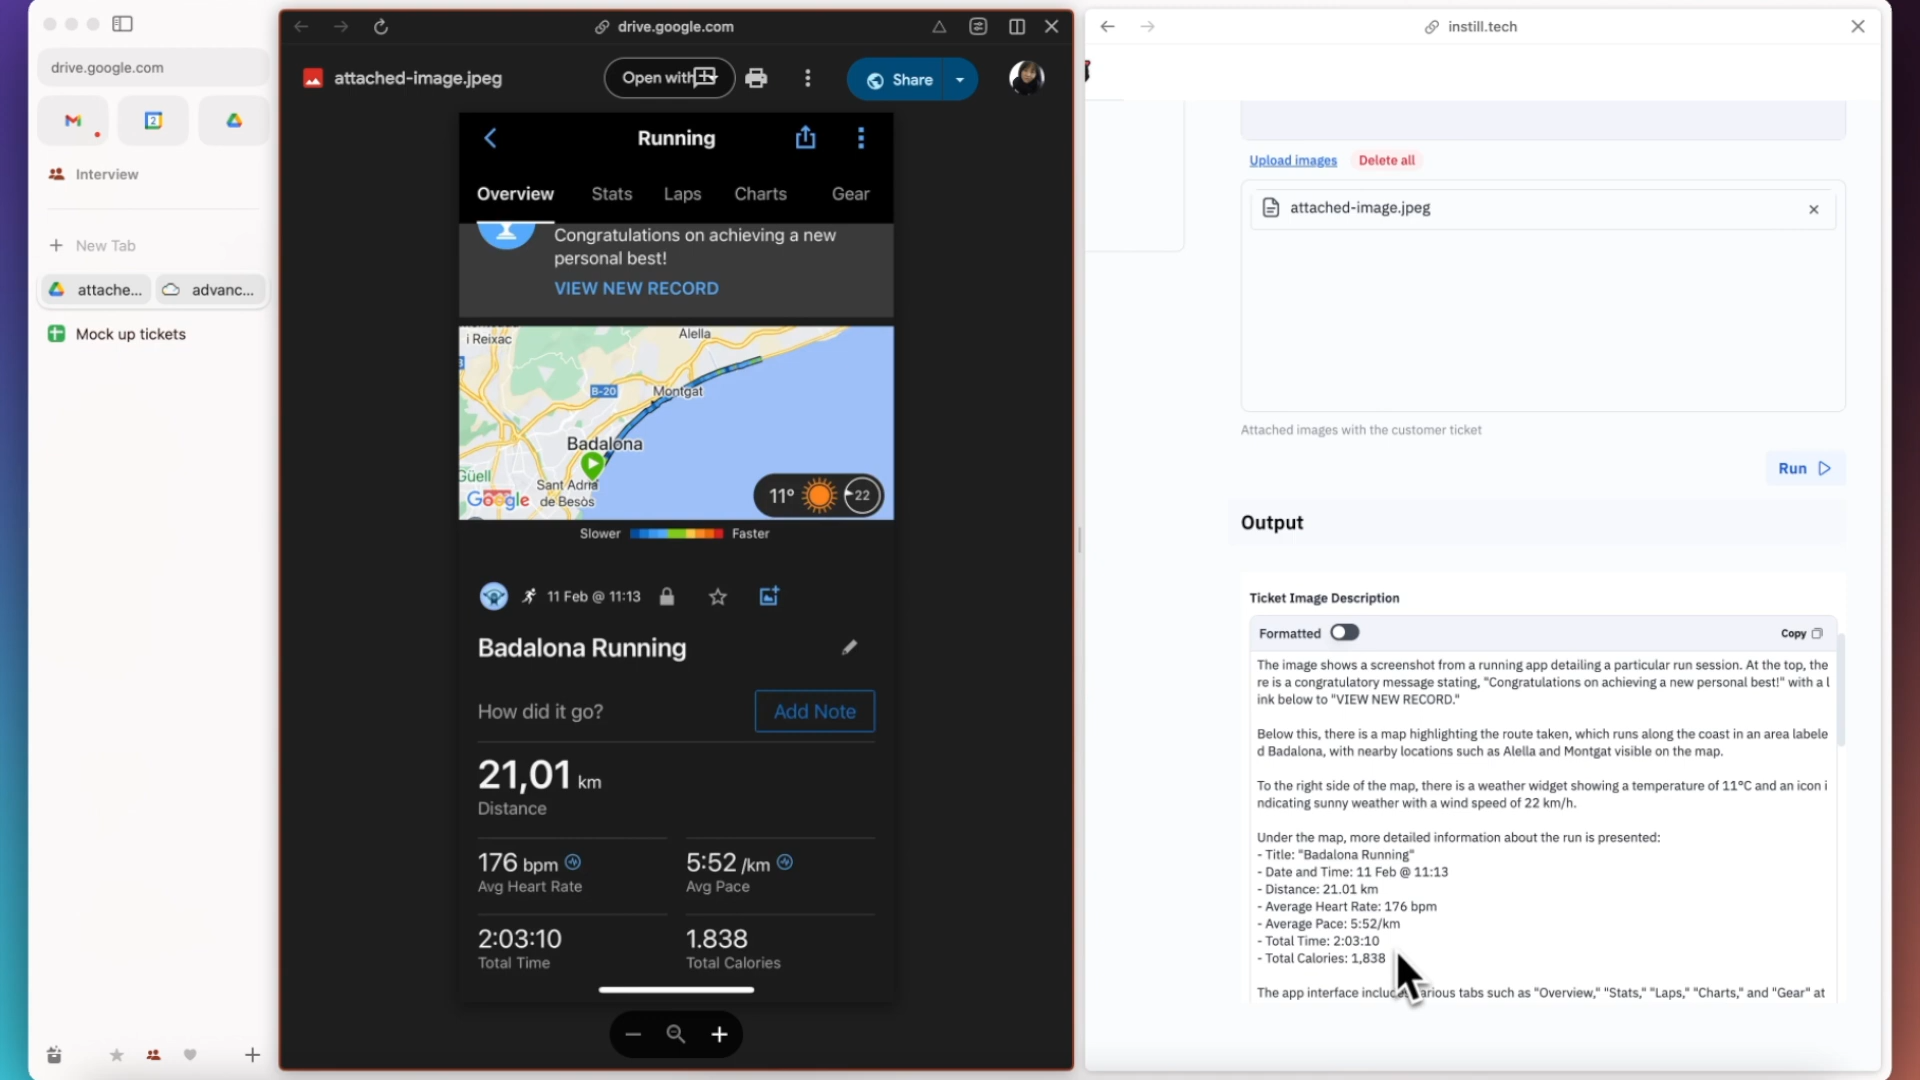 drive.google.com
Interview
New Tab
attache...
advanc...
Mock up tickets
drive.google.com
attached-image.jpeg
Open with
Share
Running
Overview Stats Laps Charts Gear
Congratulations on achieving a new
personal best!
VIEW NEW RECORD
i Reixac
Alella
B-20
Montgat
Badalona
Güell
Sant Adrià
de Besòs
Google
11° 22
Slower Faster
11 Feb @ 11:13
Badalona Running
How did it go?
Add Note
21,01 km
Distance
176 bpm 5:52 /km
Avg Heart Rate Avg Pace
2:03:10 1.838
Total Time Total Calories
instill.tech
Upload images Delete all
attached-image.jpeg
Attached images with the customer ticket
Run
Output
Ticket Image Description
Formatted Copy
The image shows a screenshot from a running app detailing a particular run session. At the top, the
re is a congratulatory message stating, "Congratulations on achieving a new personal best!" with a l
ink below to "VIEW NEW RECORD."
Below this, there is a map highlighting the route taken, which runs along the coast in an area labele
d Badalona, with nearby locations such as Alella and Montgat visible on the map.
To the right side of the map, there is a weather widget showing a temperature of 11°C and an icon i
ndicating sunny weather with a wind speed of 22 km/h.
Under the map, more detailed information about the run is presented:
- Title: "Badalona Running"
- Date and Time: 11 Feb @ 11:13
- Distance: 21.01 km
- Average Heart Rate: 176 bpm
- Average Pace: 5:52/km
- Total Time: 2:03:10
- Total Calories: 1,838
The app interface includes various tabs such as "Overview," "Stats," "Laps," "Charts," and "Gear" at